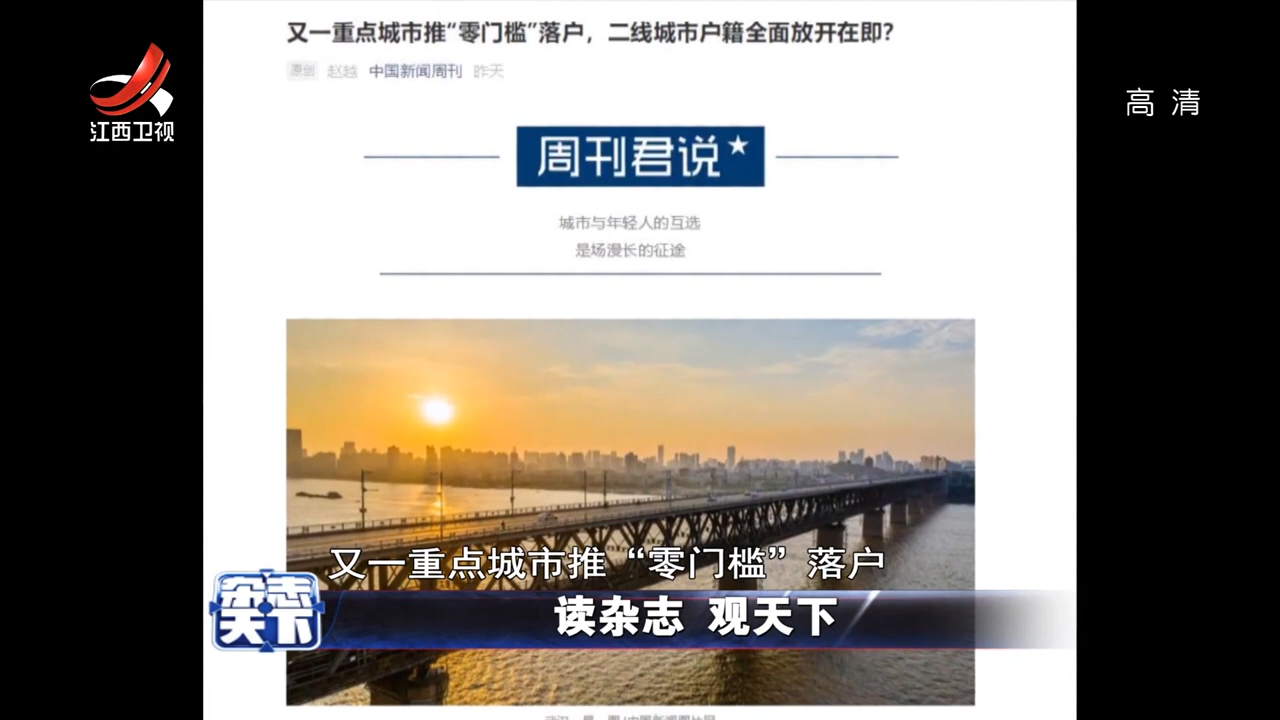 又一重点城市推“零门槛”落户，二线城市户籍全面放开在即？
原创 赵越 中国新闻周刊 昨天
江西卫视
高 清
周刊君说
城市与年轻人的互选
是场漫长的征途
又一重点城市推“零门槛”落户
杂志天下
读杂志 观天下